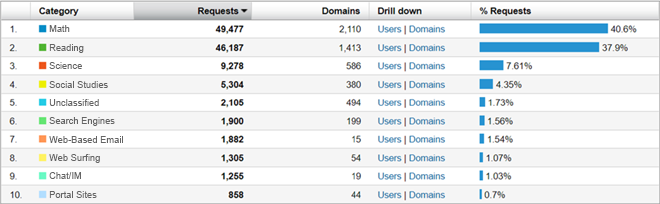 Category Requests Domains Drill down % Requests
1. Math 49,477 2,110 Users | Domains 40.6%
2. Reading 46,187 1,413 Users | Domains 37.9%
3. Science 9,278 586 Users | Domains 7.61%
4. Social Studies 5,304 380 Users | Domains 4.35%
5. Unclassified 2,105 494 Users | Domains 1.73%
6. Search Engines 1,900 199 Users | Domains 1.56%
7. Web-Based Email 1,882 15 Users | Domains 1.54%
8. Web Surfing 1,305 54 Users | Domains 1.07%
9. Chat/IM 1,255 19 Users | Domains 1.03%
10. Portal Sites 858 44 Users | Domains 0.7%